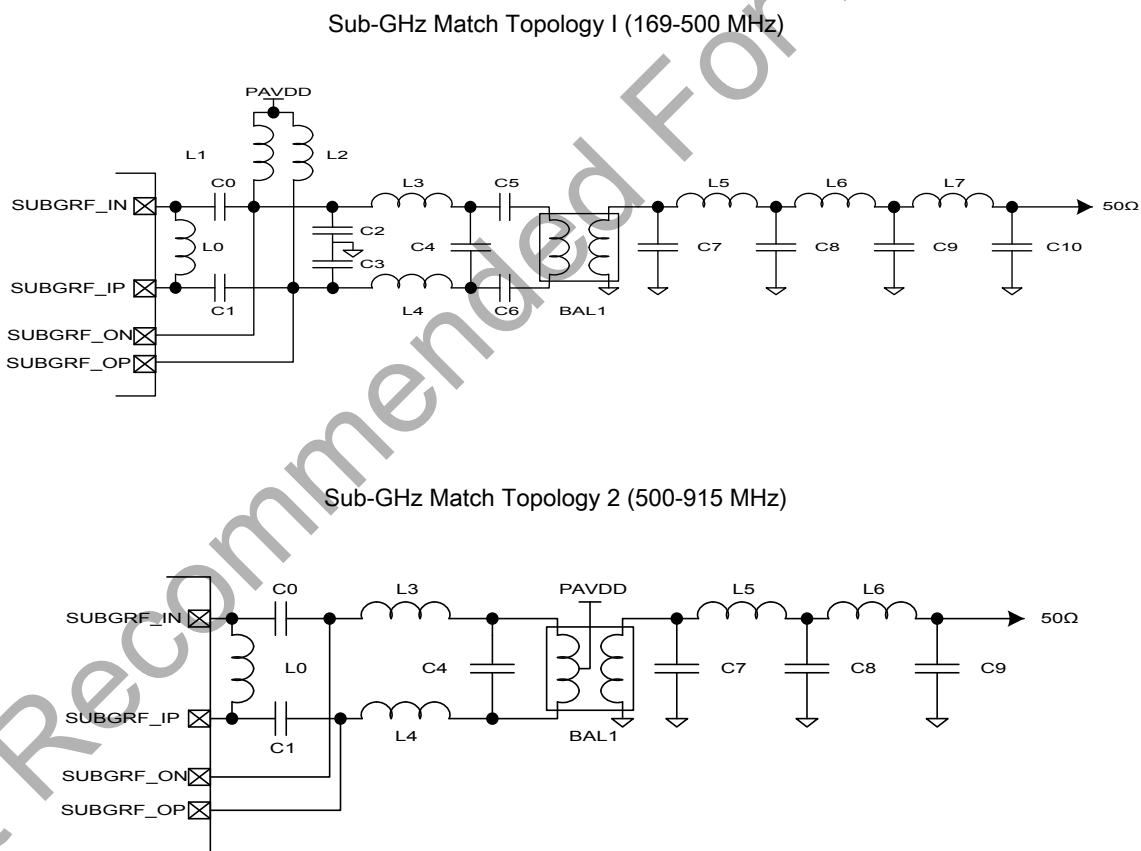 Sub-GHz Match Topology I (169-500 MHz)
PAVDD
L1
L2
C0
L3
C5
L5
L6
L7
SUBGRF_IN
50Ω
L0
C2
C3
C4
C7
C8
C9
C10
SUBGRF_IP
C1
L4
C6
BAL1
SUBGRF_ON
SUBGRF_OP
Sub-GHz Match Topology 2 (500-915 MHz)
C0
L3
PAVDD
L5
L6
SUBGRF_IN
50Ω
L0
C4
C7
C8
C9
SUBGRF_IP
C1
L4
BAL1
SUBGRF_ON
SUBGRF_OP
Recommended For